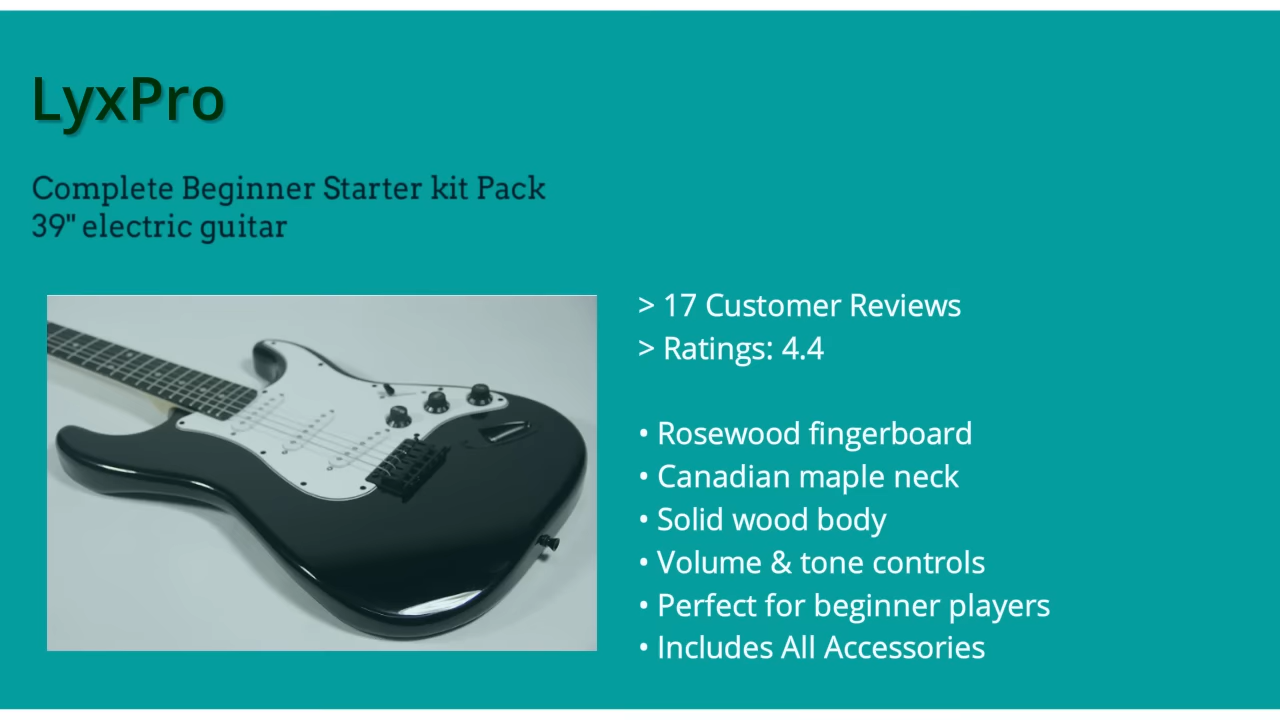 LyxPro
Complete Beginner Starter kit Pack
39" electric guitar
> 17 Customer Reviews
> Ratings: 4.4
• Rosewood fingerboard
• Canadian maple neck
• Solid wood body
• Volume & tone controls
• Perfect for beginner players
• Includes All Accessories